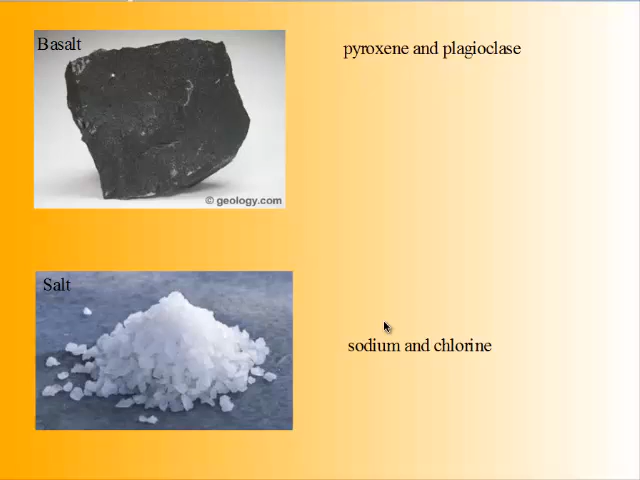 Basalt
pyroxene and plagioclase
© geology.com
Salt
sodium and chlorine